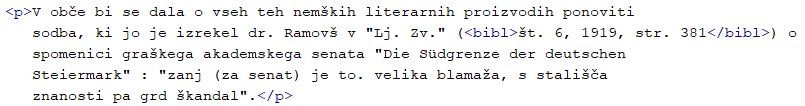 <p>V obče bi se dala o vseh teh nemških literarnih proizvodih ponoviti
sodba, ki jo je izrekel dr. Ramovš v "Lj. Zv." (<bibl>št. 6, 1919, str. 381</bibl>) o
spomenici graškega akademskega senata "Die Südgrenze der deutschen
Steiermark" : "zanj (za senat) je to. velika blamaža, s stališča
znanosti pa grd škandal".</p>